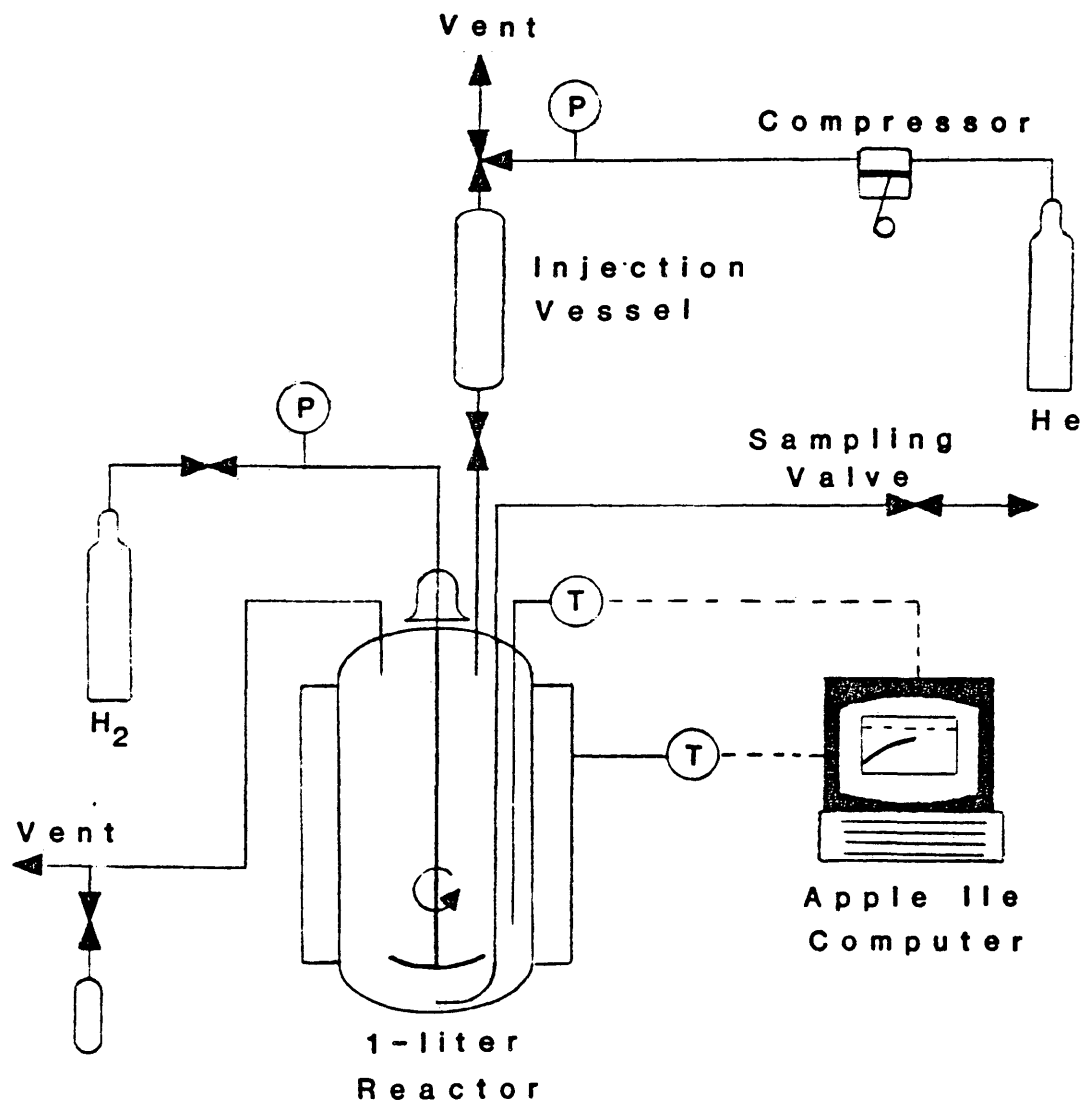 Vent
P
Compressor
Injection
Vessel
He
P
Sampling
Valve
H2
T
T
Vent
Apple IIe
Computer
1-liter
Reactor